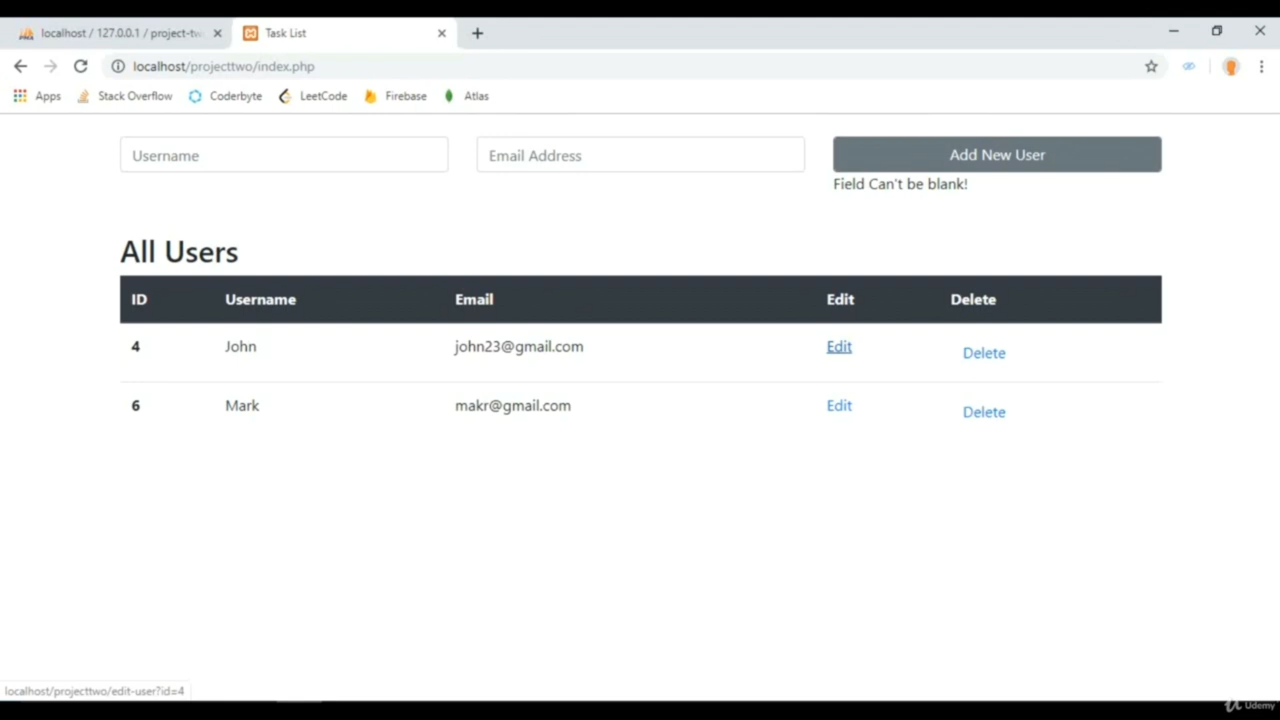 localhost / 127.0.0.1 / project-tw
Task List
localhost/projecttwo/index.php
Apps Stack Overflow Coderbyte LeetCode Firebase Atlas
Username Email Address Add New User
Field Can't be blank!
All Users
ID Username Email Edit Delete
4 John john23@gmail.com Edit Delete
6 Mark makr@gmail.com Edit Delete
localhost/projecttwo/edit-user?id=4
Udemy